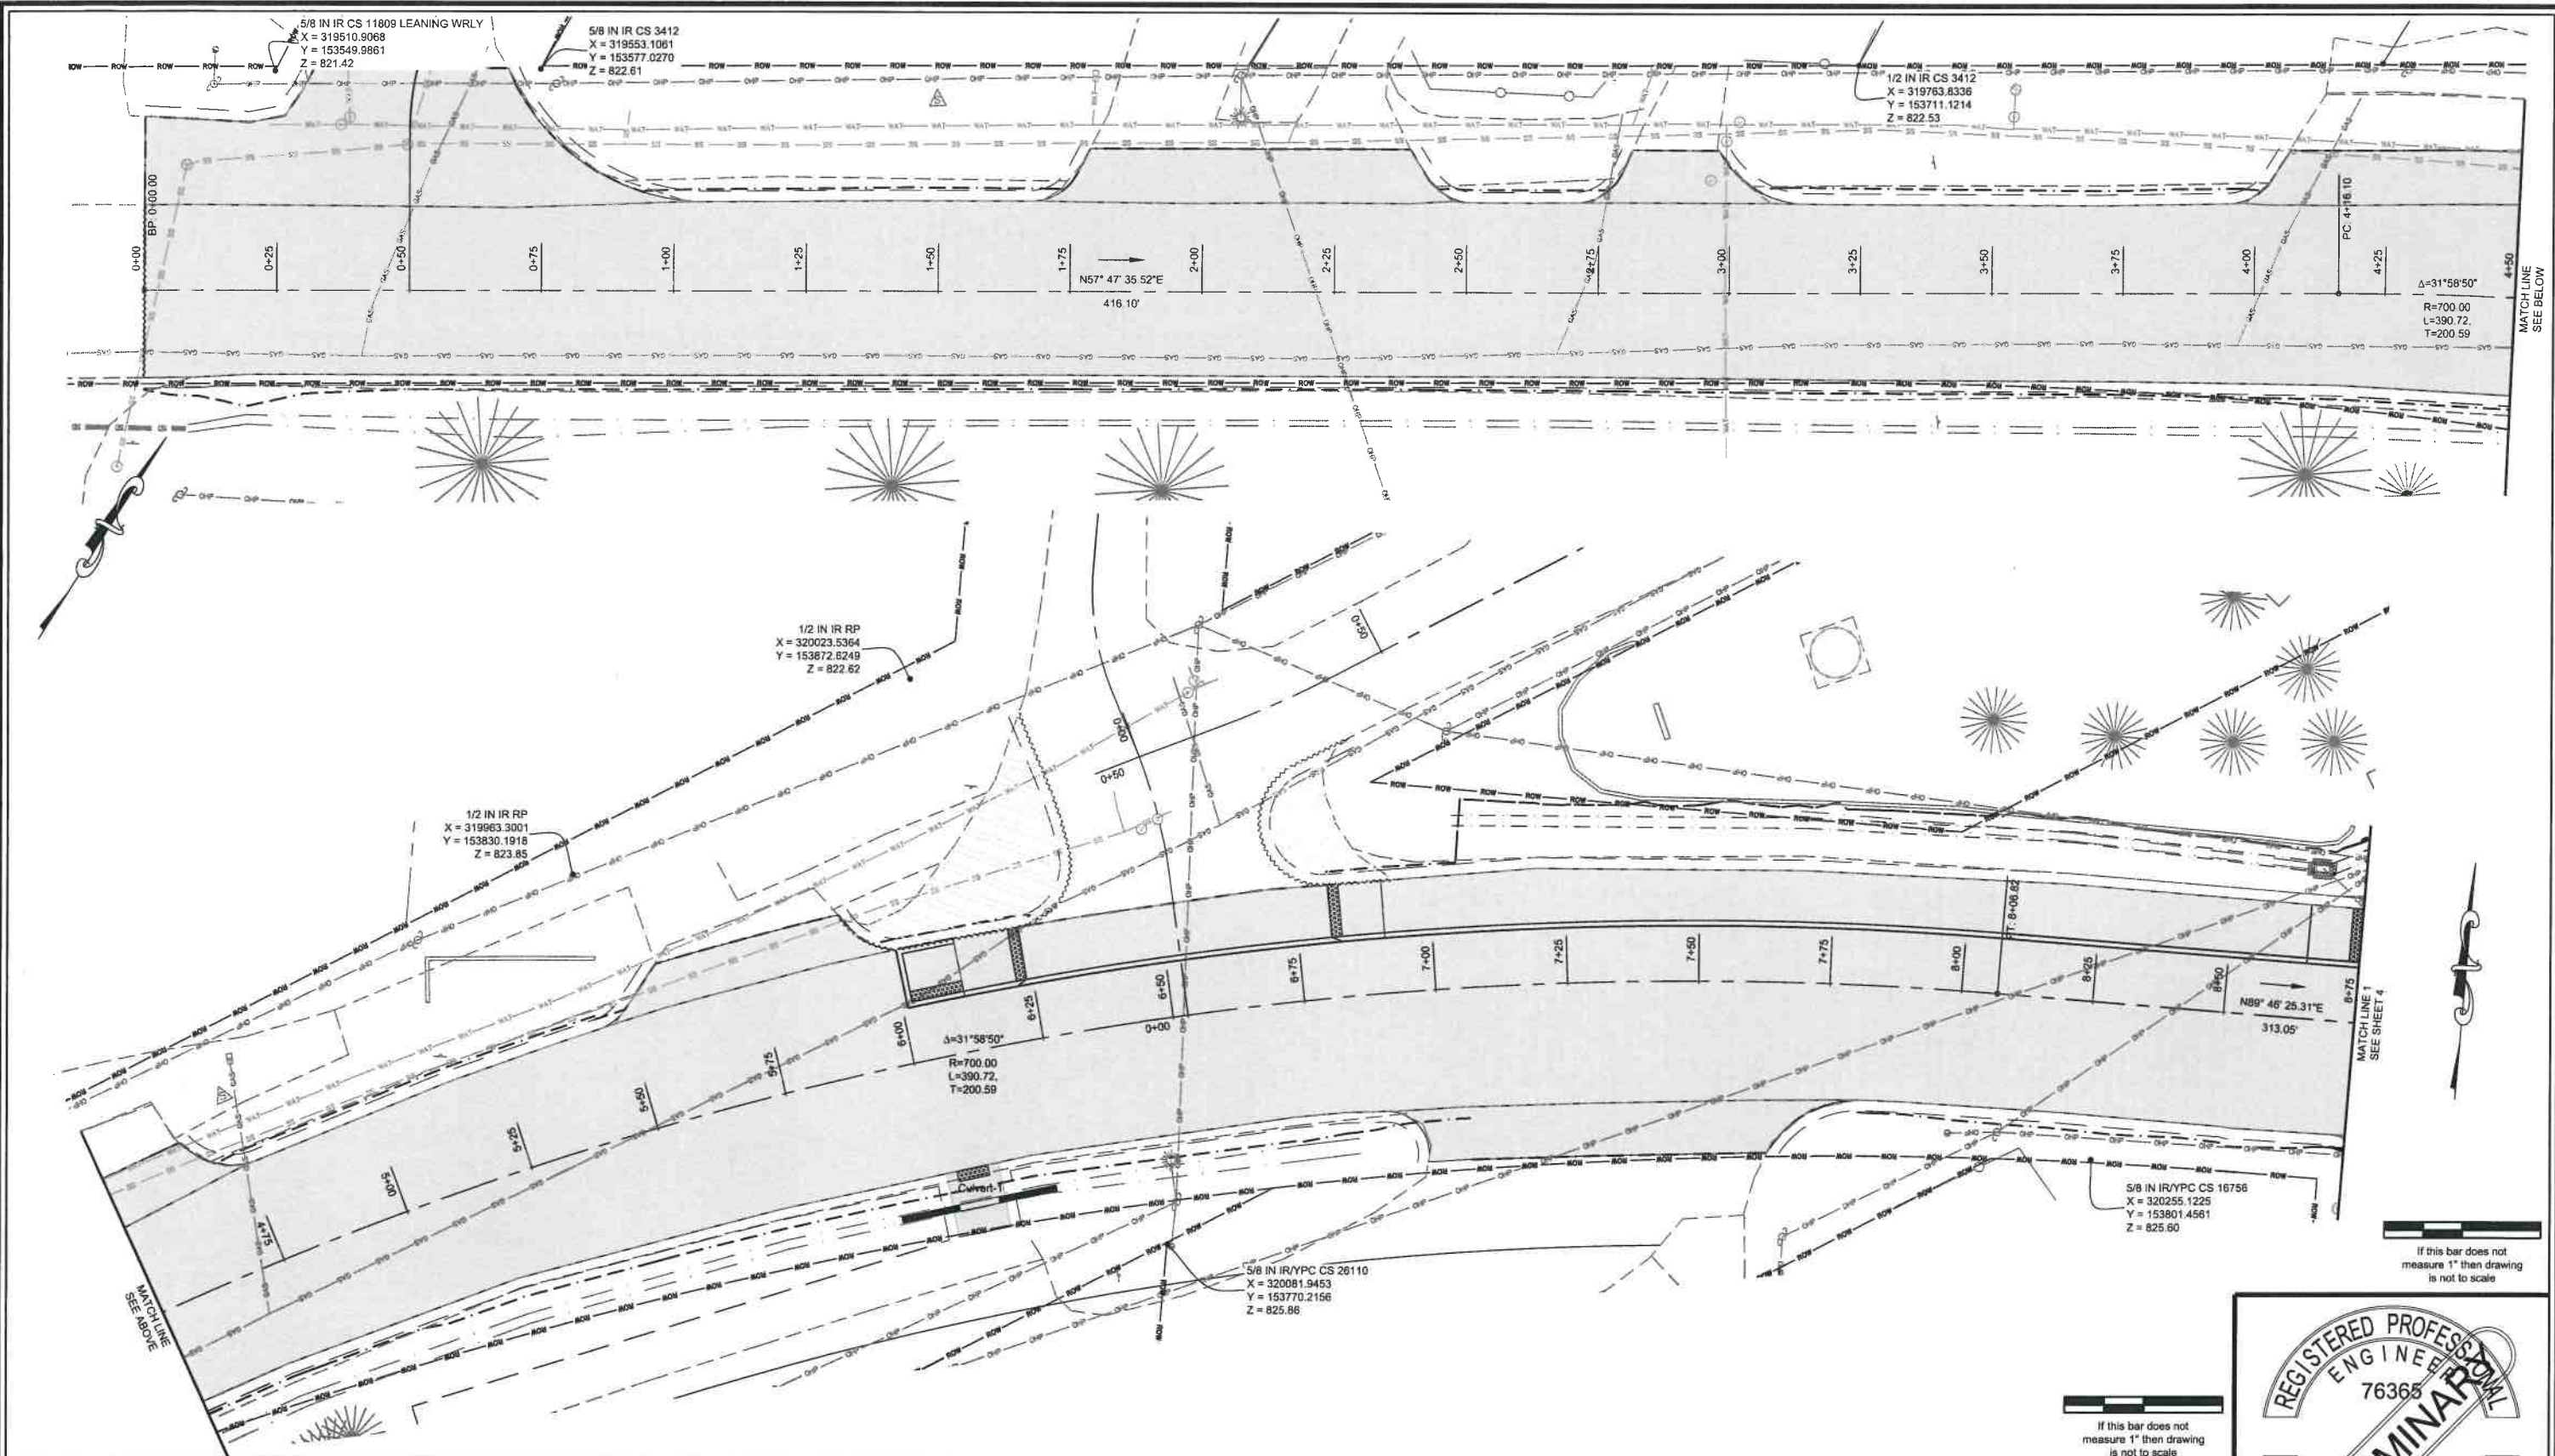 5/8 IN IR CS 11809 LEANING WRLY
X = 319510.9068
Y = 153549.9861
Z = 821.42
5/8 IN IR CS 3412
X = 319553.1061
Y = 153577.0270
Z = 822.61
1/2 IN IR CS 3412
X = 319763.8336
Y = 153711.1214
Z = 822.53
BP: 0+00.00
0+00
0+25
0+50
0+75
1+00
1+25
1+50
1+75
2+00
2+25
2+50
2+75
3+00
3+25
3+50
3+75
4+00
PC: 4+16.10
4+25
4+50
N57° 47' 35.52"E
416.10'
Δ=31°58'50"
R=700.00
L=390.72,
T=200.59
MATCH LINE
SEE BELOW
ROW
OHP
WAT
SS
GAS
1/2 IN IR RP
X = 320023.5364
Y = 153872.6249
Z = 822.62
1/2 IN IR RP
X = 319963.3001
Y = 153830.1918
Z = 823.85
0+50
0+00
0+50
0+00
4+75
5+00
5+25
5+50
5+75
6+00
6+25
6+50
6+75
7+00
7+25
7+50
7+75
8+00
PT: 8+06.82
8+25
8+50
8+75
Δ=31°58'50"
R=700.00
L=390.72,
T=200.59
N89° 46' 25.31"E
313.05'
MATCH LINE 1
SEE SHEET 4
MATCH LINE
SEE ABOVE
Culvert-1
5/8 IN IR/YPC CS 26110
X = 320081.9453
Y = 153770.2156
Z = 825.86
5/8 IN IR/YPC CS 16756
X = 320255.1225
Y = 153801.4561
Z = 825.60
If this bar does not
measure 1" then drawing
is not to scale
If this bar does not
measure 1" then drawing
is not to scale
REGISTERED PROFESSIONAL
ENGINEER
76365